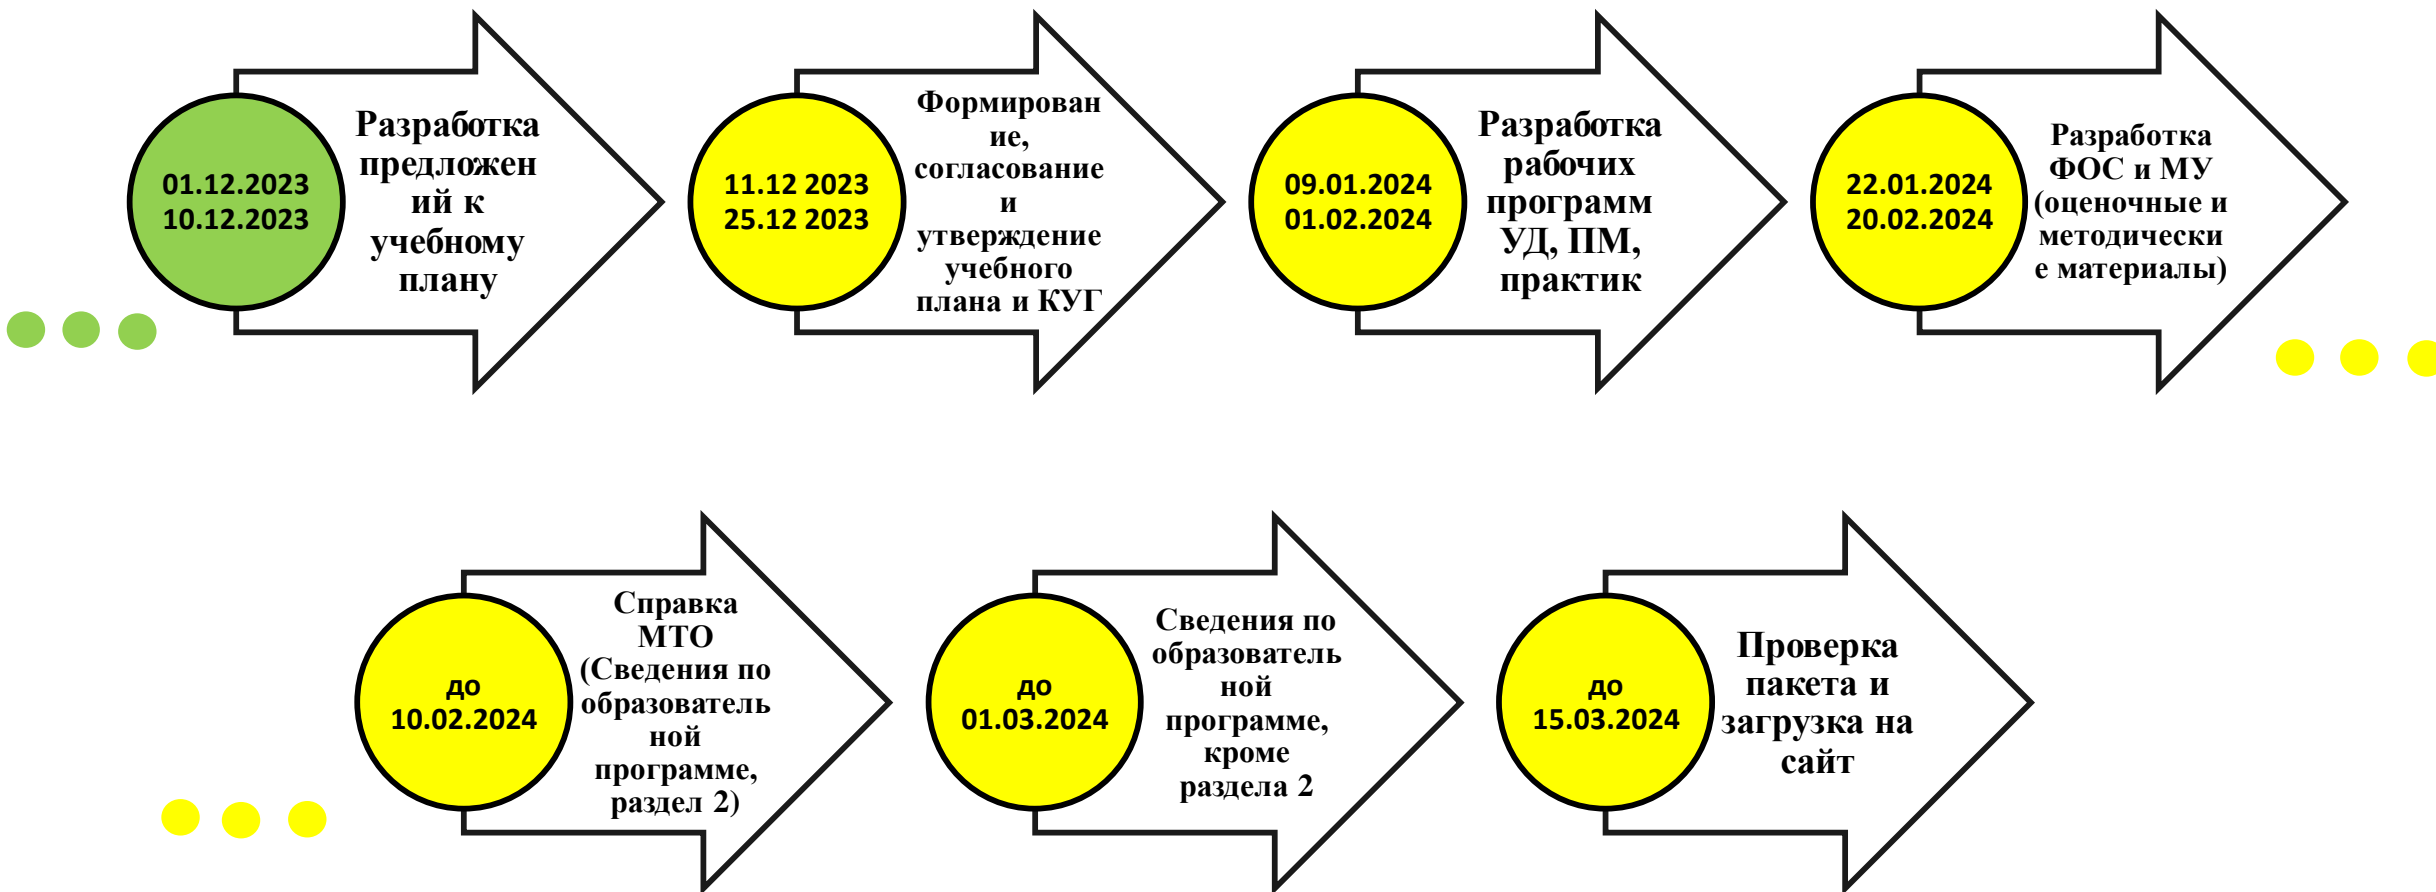 01.12.2023
10.12.2023
Разработка
предложен
ий к
учебному
плану
11.12 2023
25.12 2023
Формирован
ие,
согласование
и
утверждение
учебного
плана и КУГ
09.01.2024
01.02.2024
Разработка
рабочих
программ
УД, ПМ,
практик
22.01.2024
20.02.2024
Разработка
ФОС и МУ
(оценочные и
методически
е материалы)
до
10.02.2024
Справка
МТО
(Сведения по
образователь
ной
программе,
раздел 2)
до
01.03.2024
Сведения по
образователь
ной
программе,
кроме
раздела 2
до
15.03.2024
Проверка
пакета и
загрузка на
сайт